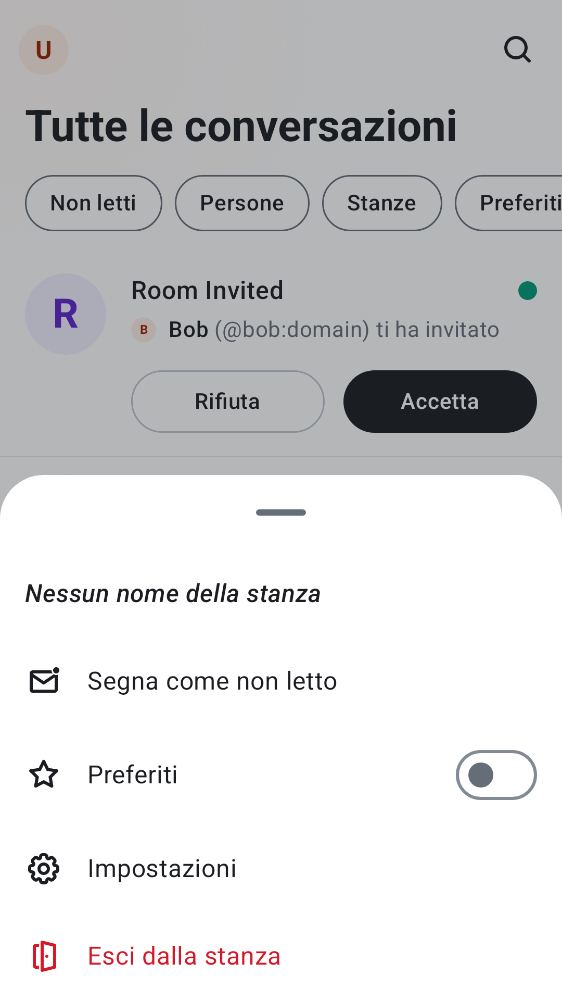 U
Tutte le conversazioni
Non letti Persone Stanze Preferiti
R
Room Invited
B Bob (@bob:domain) ti ha invitato
Rifiuta Accetta
Nessun nome della stanza
Segna come non letto
Preferiti
Impostazioni
Esci dalla stanza